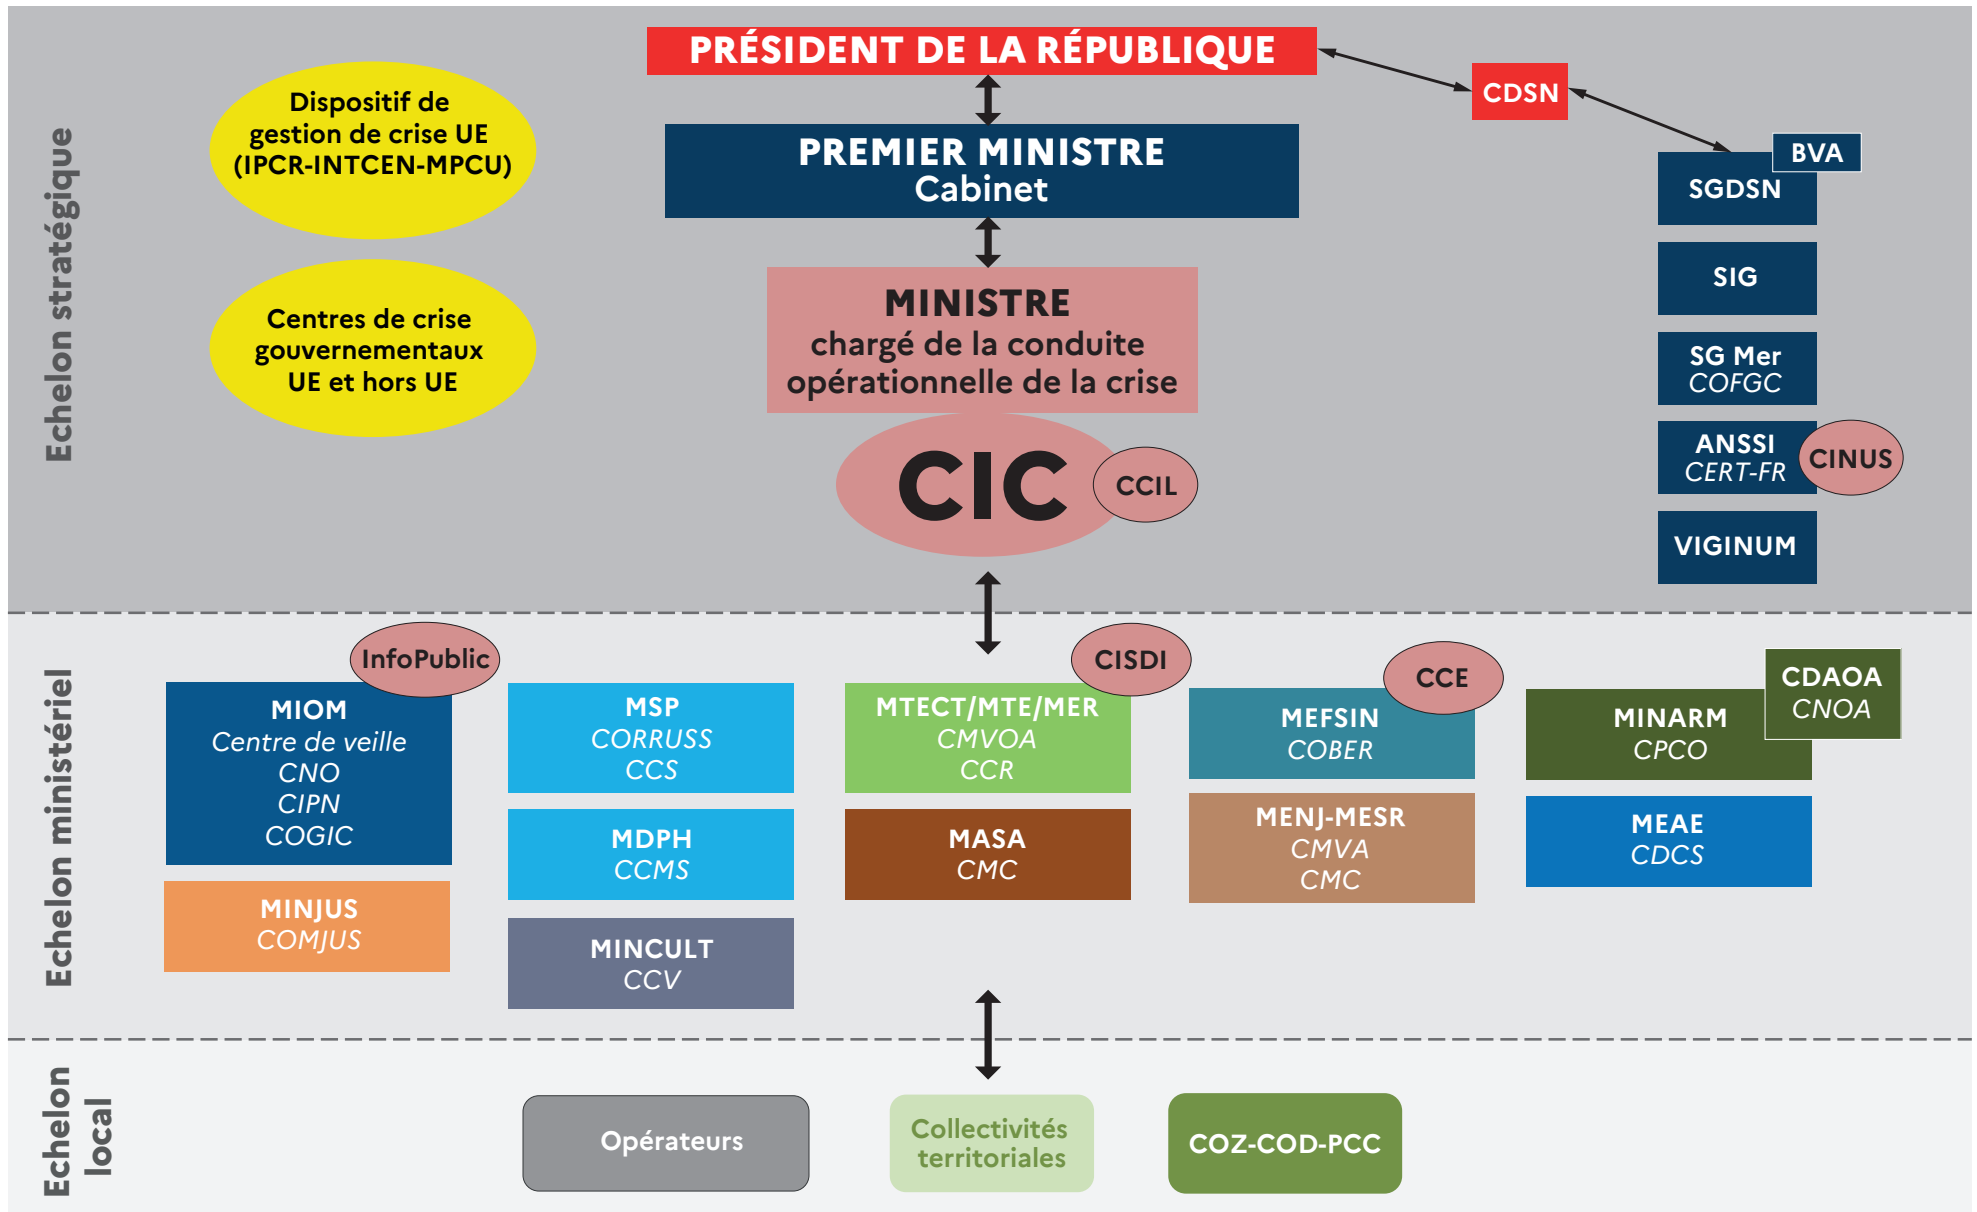 Echelon stratégique
PRÉSIDENT DE LA RÉPUBLIQUE
CDSN
Dispositif de
gestion de crise UE
(IPCR-INTCEN-MPCU)
PREMIER MINISTRE
Cabinet
BVA
SGDSN
SIG
Centres de crise
gouvernementaux
UE et hors UE
MINISTRE
chargé de la conduite
opérationnelle de la crise
SG Mer
COFGC
CIC
CCIL
ANSSI
CERT-FR
CINUS
VIGINUM
Echelon ministériel
InfoPublic
MIOM
Centre de veille
CNO
CIPN
COGIC
MINJUS
COMJUS
MSP
CORRUSS
CCS
MDPH
CCMS
MINCULT
CCV
CISDI
MTECT/MTE/MER
CMVOA
CCR
MASA
CMC
CCE
MEFSIN
COBER
MENJ-MESR
CMVA
CMC
CDAOA
CNOA
MINARM
CPCO
MEAE
CDCS
Echelon
local
Opérateurs
Collectivités
territoriales
COZ-COD-PCC